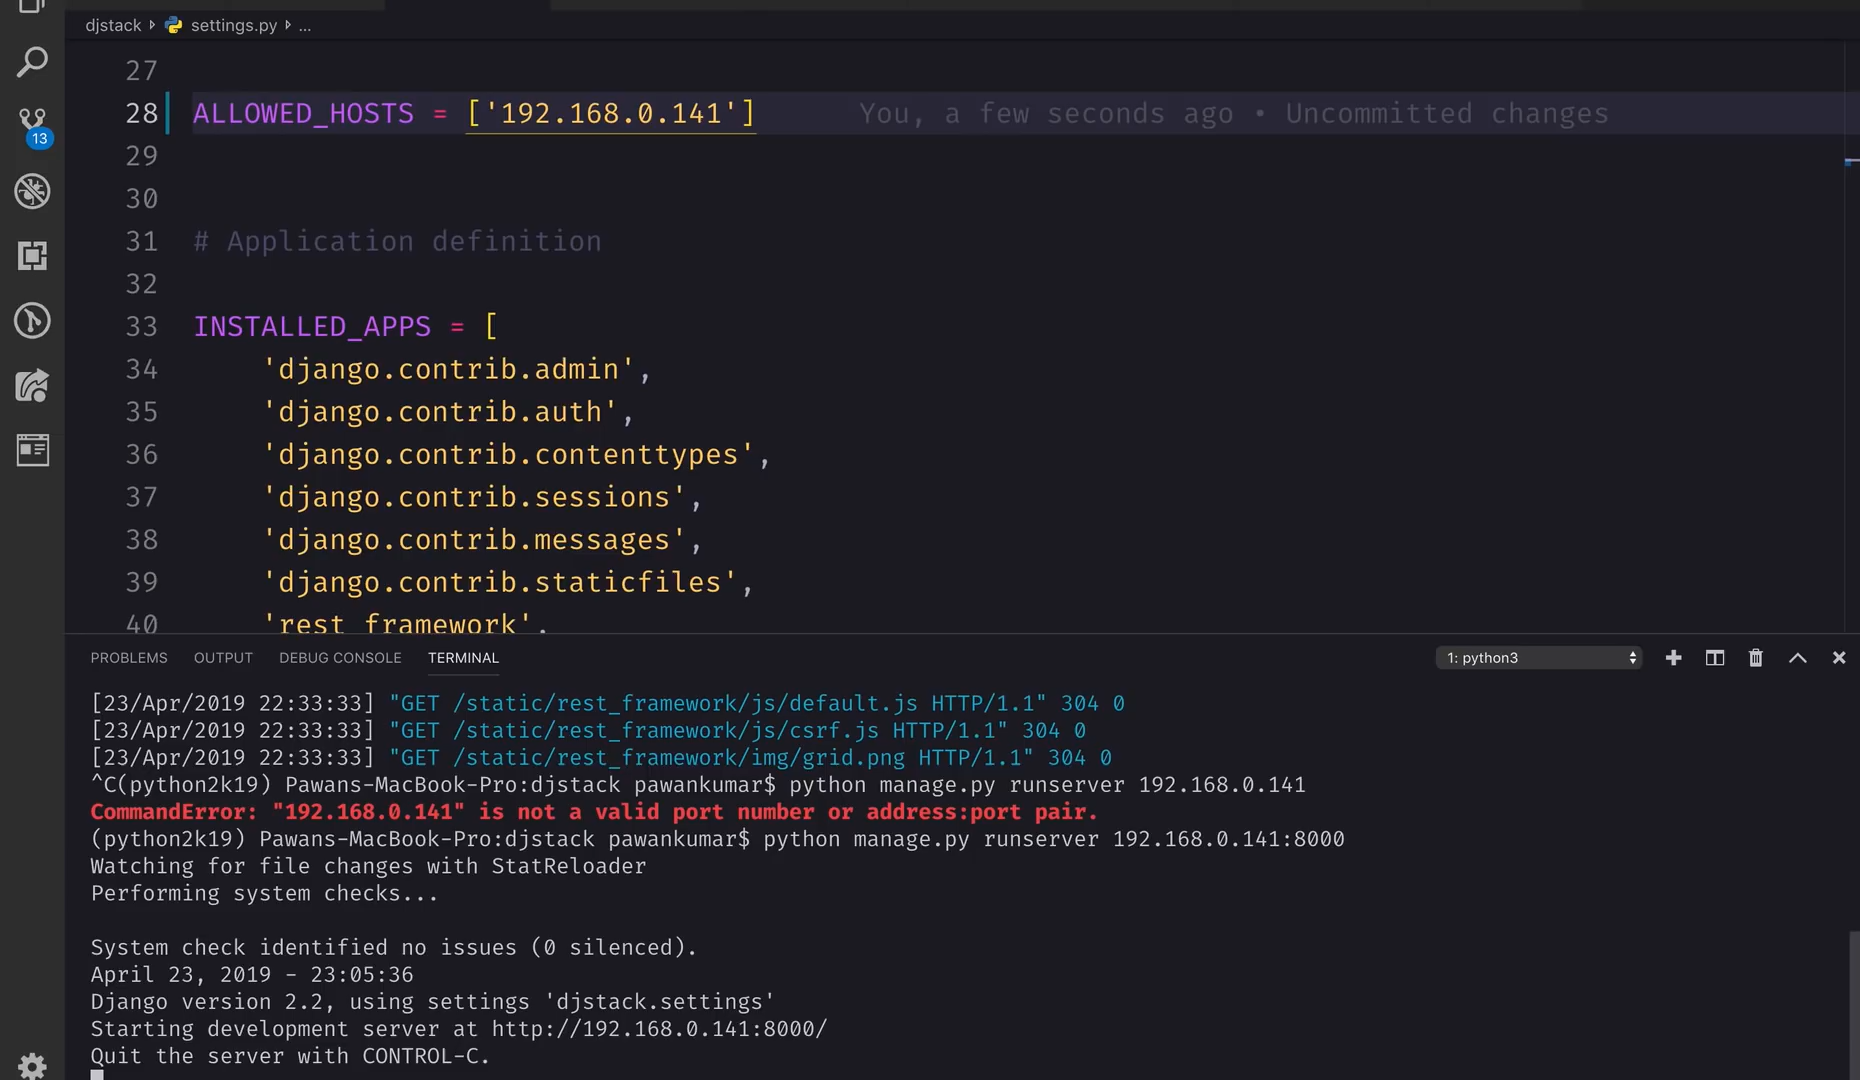 djstack settings.py ...
27
28 ALLOWED_HOSTS = ['192.168.0.141'] You, a few seconds ago • Uncommitted changes
13
29
30
31 # Application definition
32
33 INSTALLED_APPS = [
34 'django.contrib.admin',
35 'django.contrib.auth',
36 'django.contrib.contenttypes',
37 'django.contrib.sessions',
38 'django.contrib.messages',
39 'django.contrib.staticfiles',
40 'rest_framework',
PROBLEMS OUTPUT DEBUG CONSOLE TERMINAL 1: python3
[23/Apr/2019 22:33:33] "GET /static/rest_framework/js/default.js HTTP/1.1" 304 0
[23/Apr/2019 22:33:33] "GET /static/rest_framework/js/csrf.js HTTP/1.1" 304 0
[23/Apr/2019 22:33:33] "GET /static/rest_framework/img/grid.png HTTP/1.1" 304 0
^C(python2k19) Pawans-MacBook-Pro:djstack pawankumar$ python manage.py runserver 192.168.0.141
CommandError: "192.168.0.141" is not a valid port number or address:port pair.
(python2k19) Pawans-MacBook-Pro:djstack pawankumar$ python manage.py runserver 192.168.0.141:8000
Watching for file changes with StatReloader
Performing system checks...
System check identified no issues (0 silenced).
April 23, 2019 - 23:05:36
Django version 2.2, using settings 'djstack.settings'
Starting development server at http://192.168.0.141:8000/
Quit the server with CONTROL-C.